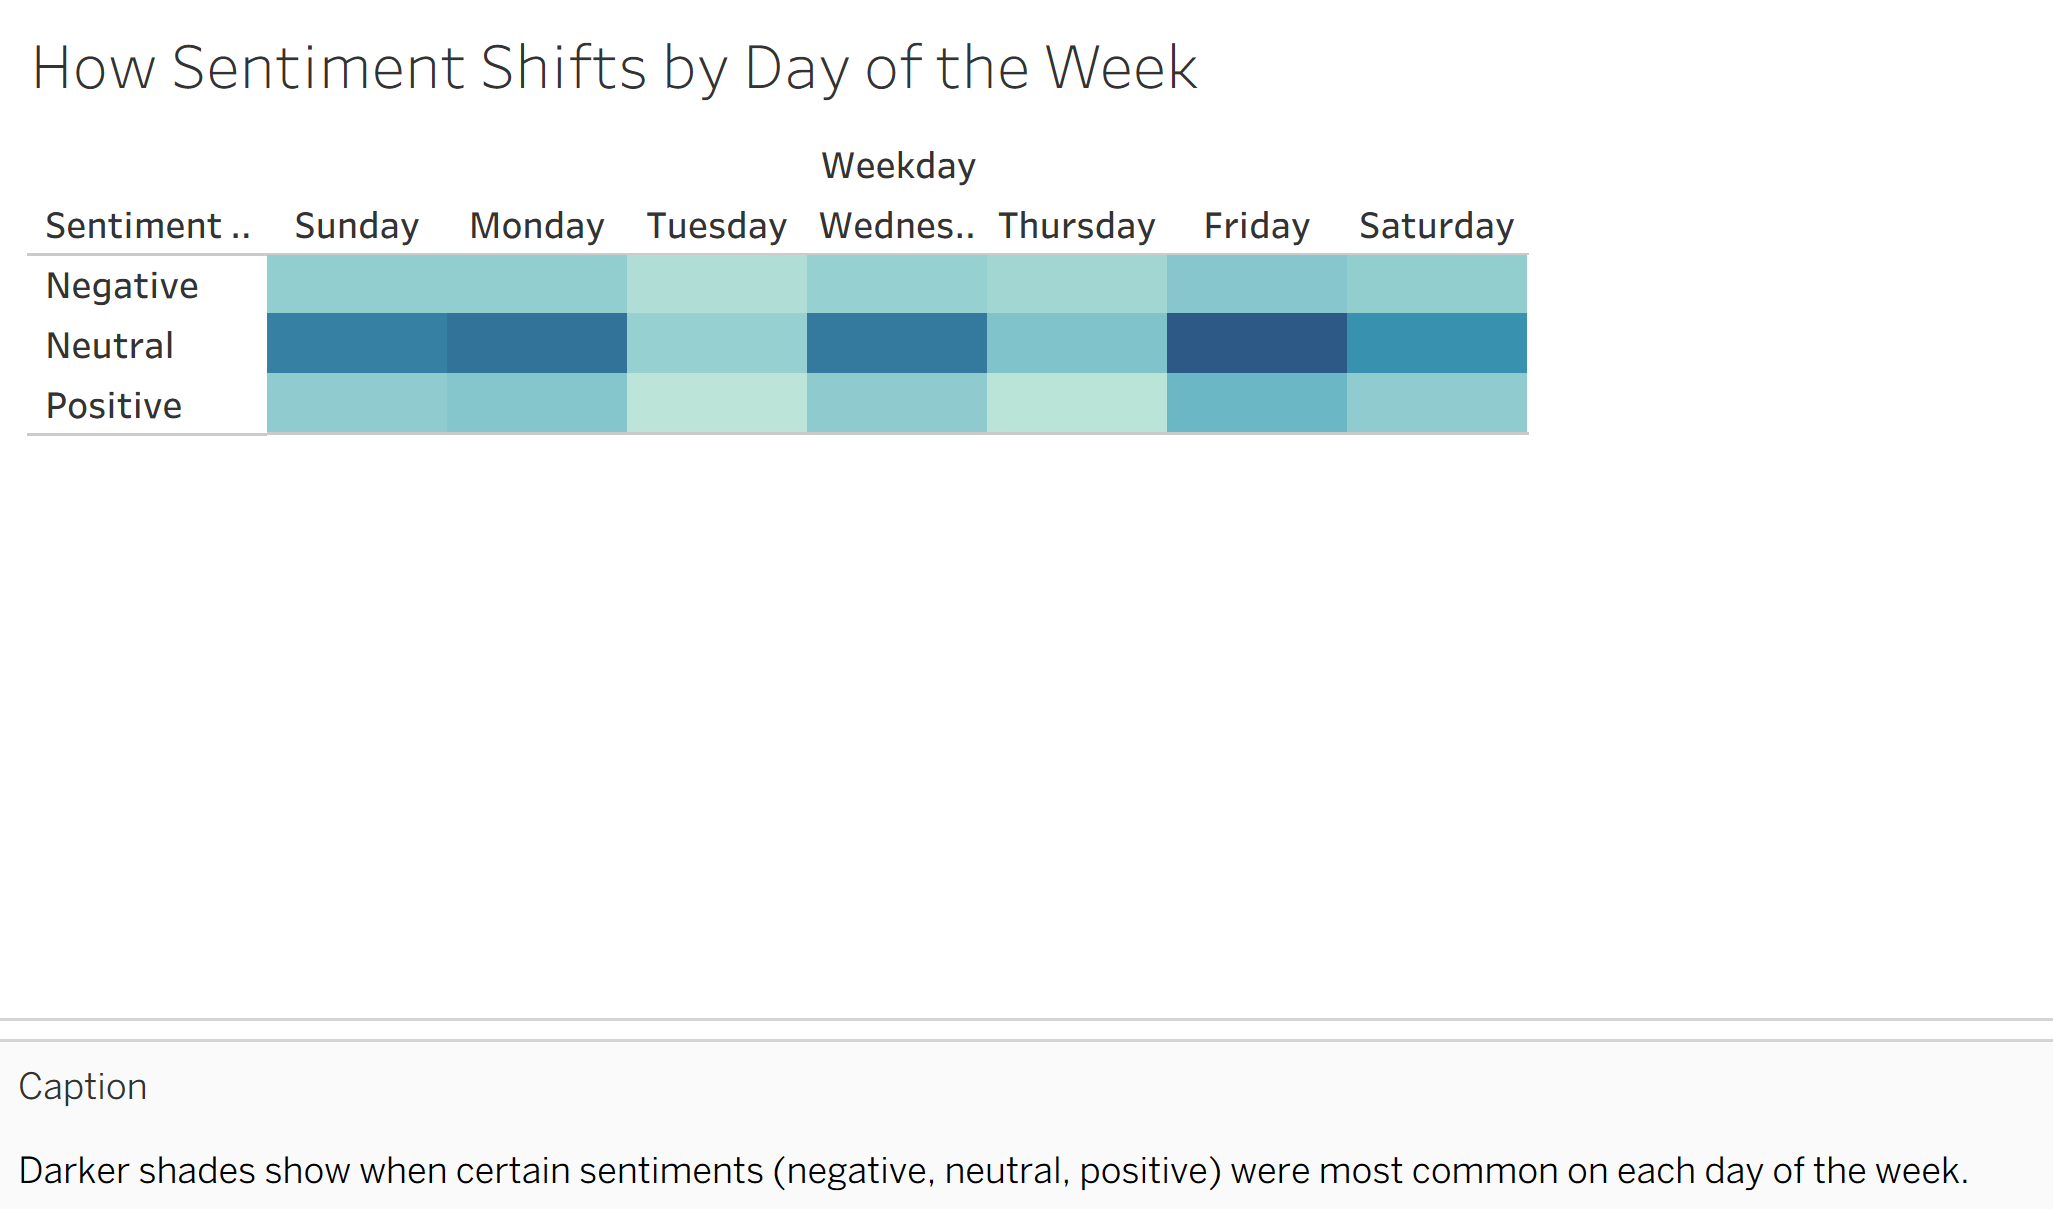 How Sentiment Shifts by Day of the Week
Weekday
Sentiment .. Sunday Monday Tuesday Wednes.. Thursday Friday Saturday
Negative
Neutral
Positive
Caption
Darker shades show when certain sentiments (negative, neutral, positive) were most common on each day of the week.